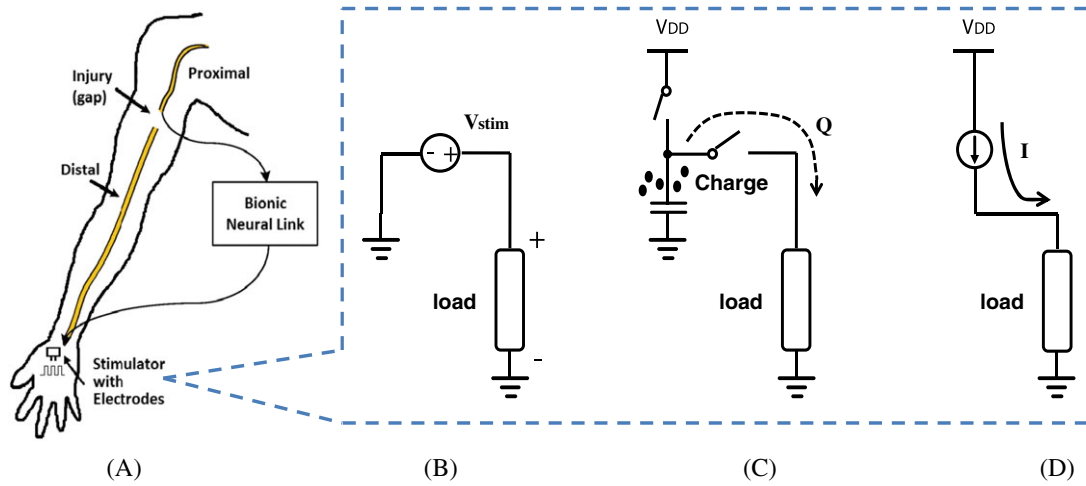 Injury
(gap)
Proximal
Distal
Bionic
Neural Link
Stimulator
with
Electrodes
(A)
Vstim
- +
+
load
-
(B)
VDD
Q
Charge
load
(C)
VDD
I
load
(D)